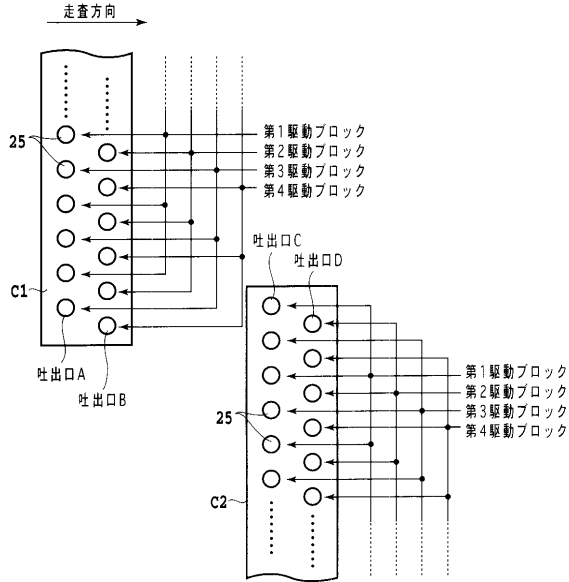 走査方向
25
第1駆動ブロック
第2駆動ブロック
第3駆動ブロック
第4駆動ブロック
C1
吐出口A
吐出口B
吐出口C
吐出口D
第1駆動ブロック
第2駆動ブロック
第3駆動ブロック
第4駆動ブロック
25
C2